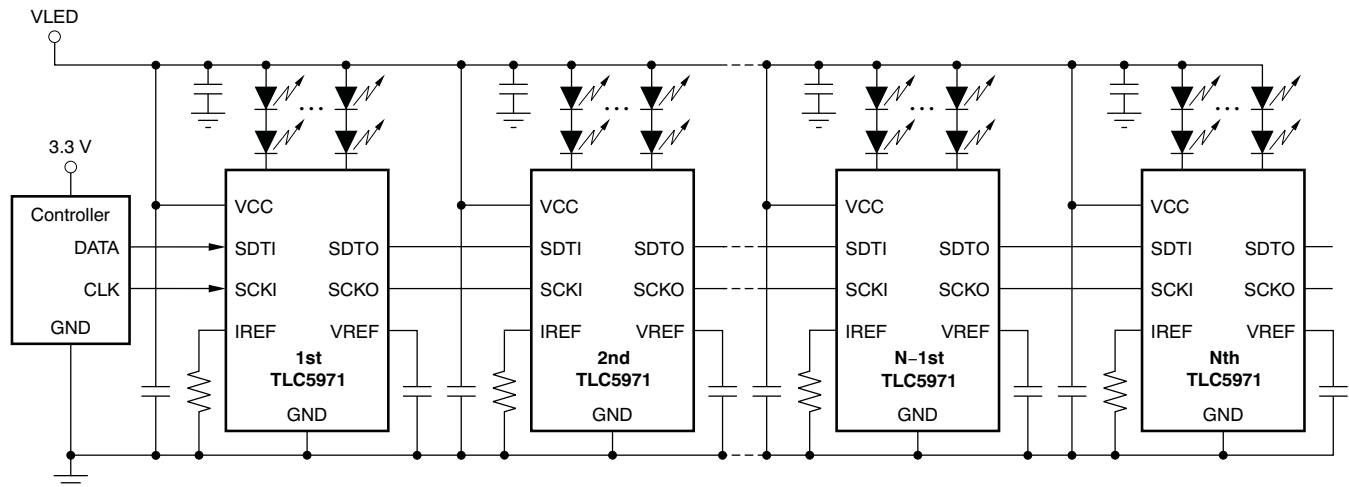 VLED
3.3 V
Controller
DATA
CLK
GND
VCC
SDTI SDTO
SCKI SCKO
IREF VREF
1st
TLC5971
GND
...
VCC
SDTI SDTO
SCKI SCKO
IREF VREF
2nd
TLC5971
GND
...
VCC
SDTI SDTO
SCKI SCKO
IREF VREF
N–1st
TLC5971
GND
...
VCC
SDTI SDTO
SCKI SCKO
IREF VREF
Nth
TLC5971
GND
...